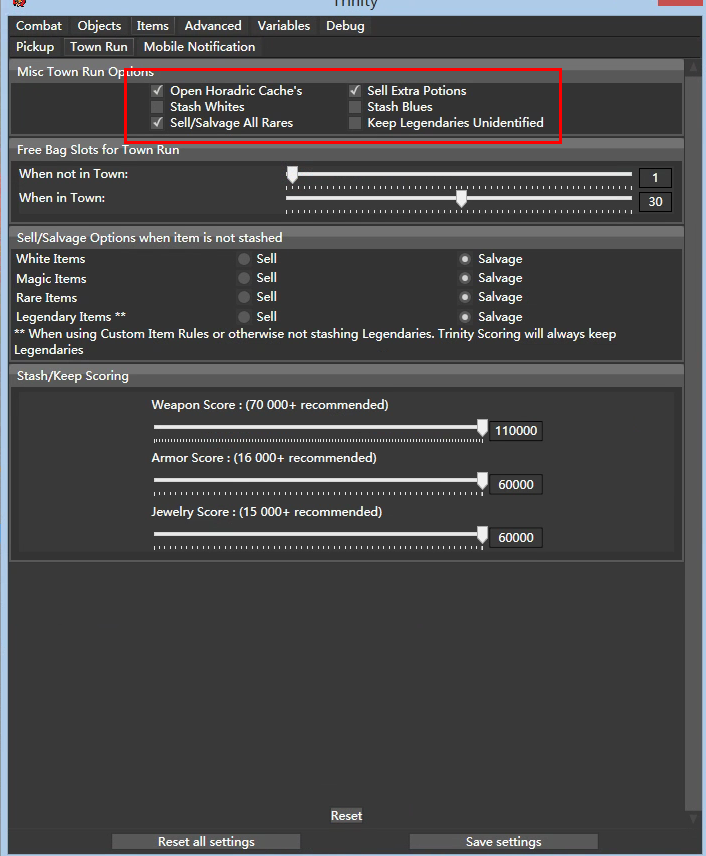 Trinity
Combat Objects Items Advanced Variables Debug
Pickup Town Run Mobile Notification
Misc Town Run Options
Open Horadric Cache's Sell Extra Potions
Stash Whites Stash Blues
Sell/Salvage All Rares Keep Legendaries Unidentified
Free Bag Slots for Town Run
When not in Town: 1
When in Town: 30
Sell/Salvage Options when item is not stashed
White Items Sell Salvage
Magic Items Sell Salvage
Rare Items Sell Salvage
Legendary Items ** Sell Salvage
** When using Custom Item Rules or otherwise not stashing Legendaries. Trinity Scoring will always keep
Legendaries
Stash/Keep Scoring
Weapon Score : (70 000+ recommended)
110000
Armor Score : (16 000+ recommended)
60000
Jewelry Score : (15 000+ recommended)
60000
Reset
Reset all settings Save settings